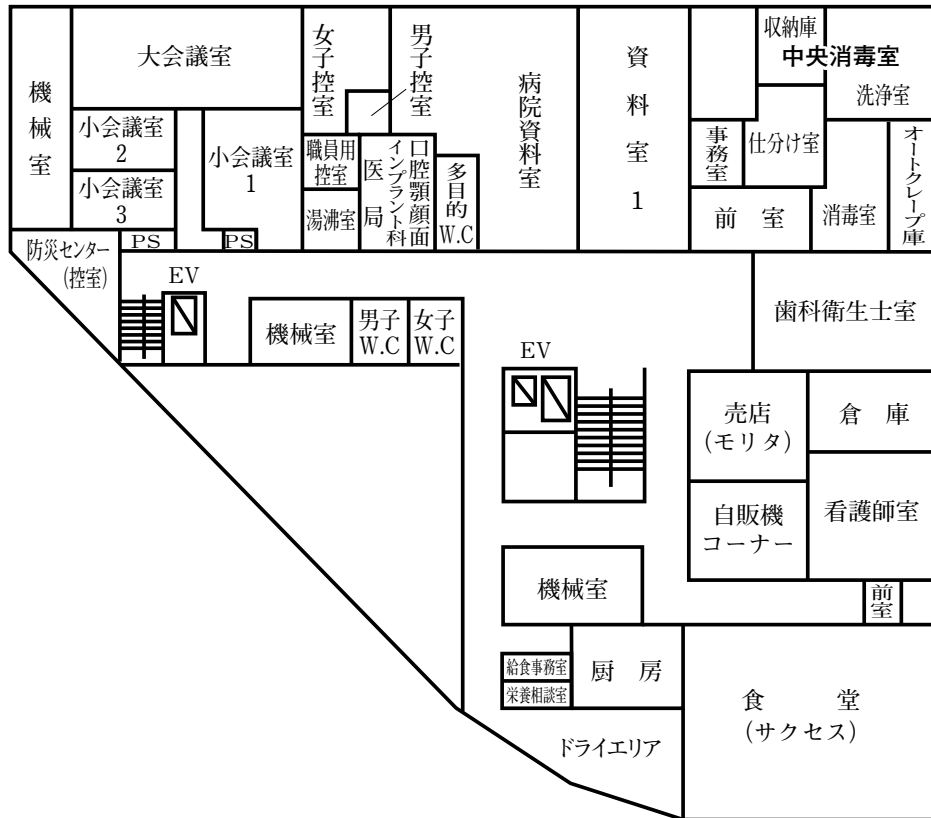 機械室
大会議室
小会議室
2
小会議室
3
小会議室
1
PS
PS
女子控室
男子控室
職員用
控室
湯沸室
医局
口腔顎顔面
インプラント科
多目的
W.C
病院資料室
資料室1
収納庫
中央消毒室
洗浄室
事務室
仕分け室
前室
消毒室
オートクレープ庫
防災センター
(控室)
EV
機械室
男子
W.C
女子
W.C
EV
歯科衛生士室
売店
(モリタ)
倉庫
自販機
コーナー
看護師室
機械室
前室
給食事務室
栄養相談室
厨房
食堂
(サクセス)
ドライエリア